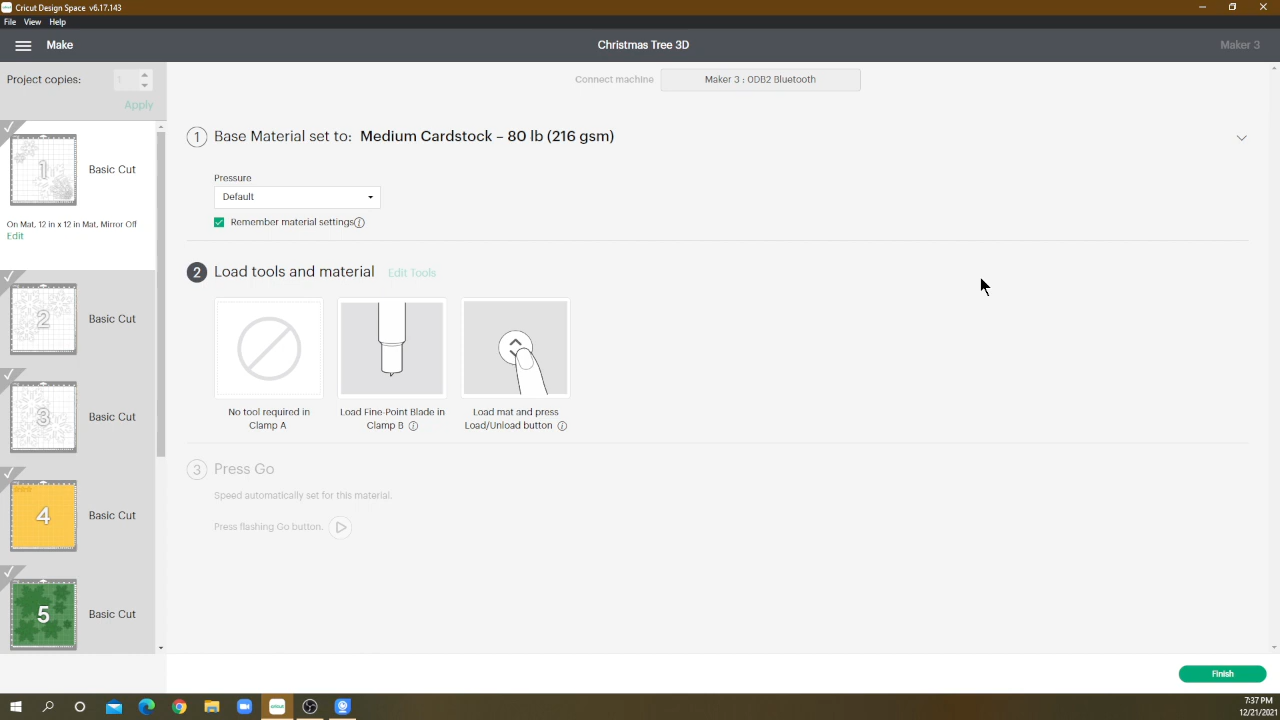 Cricut Design Space v6.17.143
File View Help
Make
Christmas Tree 3D
Maker 3
Project copies: 1
Apply
Connect machine
Maker 3 : ODB2 Bluetooth
1
Basic Cut
On Mat, 12 in x 12 in Mat, Mirror Off
Edit
2
Basic Cut
3
Basic Cut
4
Basic Cut
5
Basic Cut
1 Base Material set to: Medium Cardstock - 80 lb (216 gsm)
Pressure
Default
Remember material settings
2 Load tools and material Edit Tools
No tool required in
Clamp A
Load Fine-Point Blade in
Clamp B
Load mat and press
Load/Unload button
3 Press Go
Speed automatically set for this material.
Press flashing Go button.
Finish
cricut
7:37 PM
12/21/2021